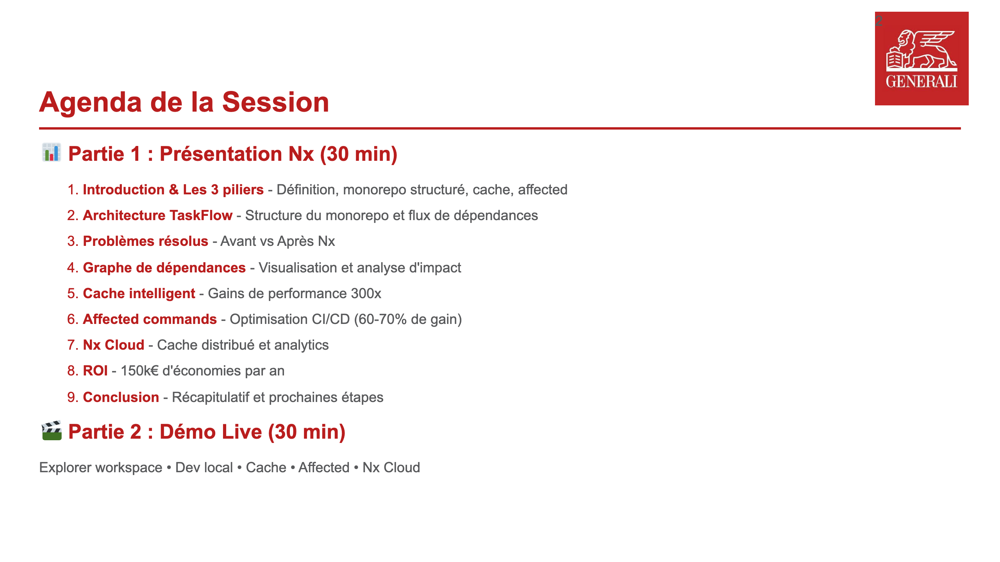 2
GENERALI
Agenda de la Session
📊 Partie 1 : Présentation Nx (30 min)
1. Introduction & Les 3 piliers - Définition, monorepo structuré, cache, affected
2. Architecture TaskFlow - Structure du monorepo et flux de dépendances
3. Problèmes résolus - Avant vs Après Nx
4. Graphe de dépendances - Visualisation et analyse d'impact
5. Cache intelligent - Gains de performance 300x
6. Affected commands - Optimisation CI/CD (60-70% de gain)
7. Nx Cloud - Cache distribué et analytics
8. ROI - 150k€ d'économies par an
9. Conclusion - Récapitulatif et prochaines étapes
🎬 Partie 2 : Démo Live (30 min)
Explorer workspace • Dev local • Cache • Affected • Nx Cloud